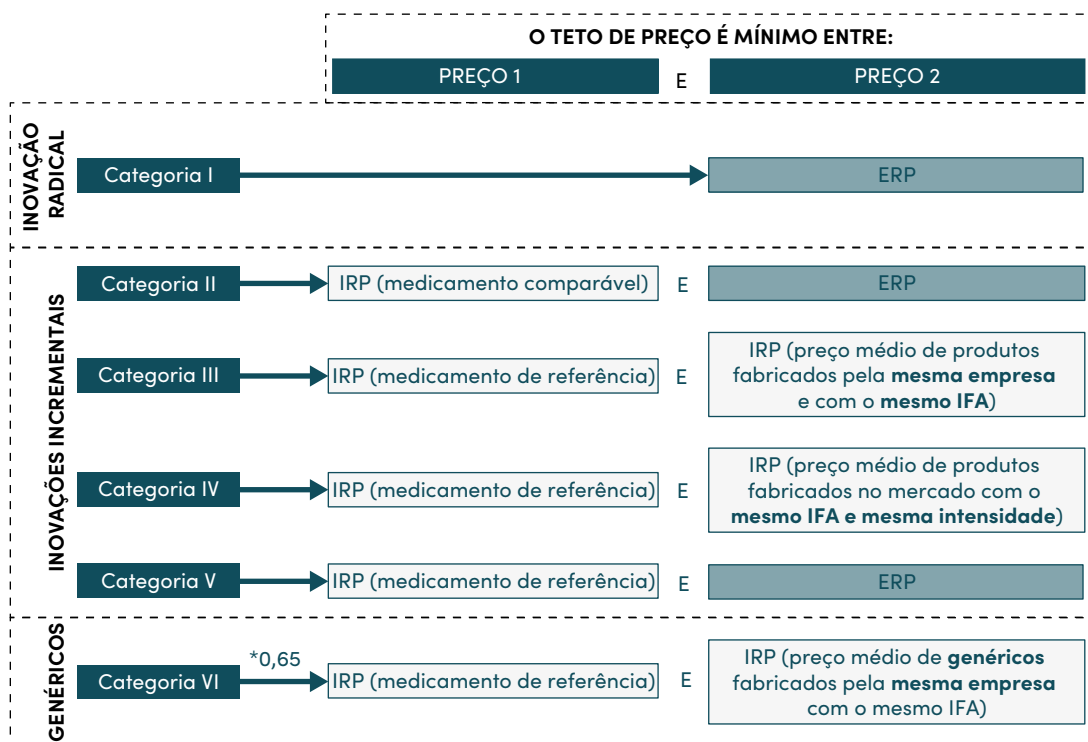 O TETO DE PREÇO É MÍNIMO ENTRE:
PREÇO 1 E PREÇO 2
INOVAÇÃO
RADICAL
Categoria I ERP
INOVAÇÕES INCREMENTAIS
Categoria II IRP (medicamento comparável) E ERP
Categoria III IRP (medicamento de referência) E
IRP (preço médio de produtos
fabricados pela mesma empresa
e com o mesmo IFA)
Categoria IV IRP (medicamento de referência) E
IRP (preço médio de produtos
fabricados no mercado com o
mesmo IFA e mesma intensidade)
Categoria V IRP (medicamento de referência) E ERP
GENÉRICOS
Categoria VI *0,65 IRP (medicamento de referência) E
IRP (preço médio de genéricos
fabricados pela mesma empresa
com o mesmo IFA)